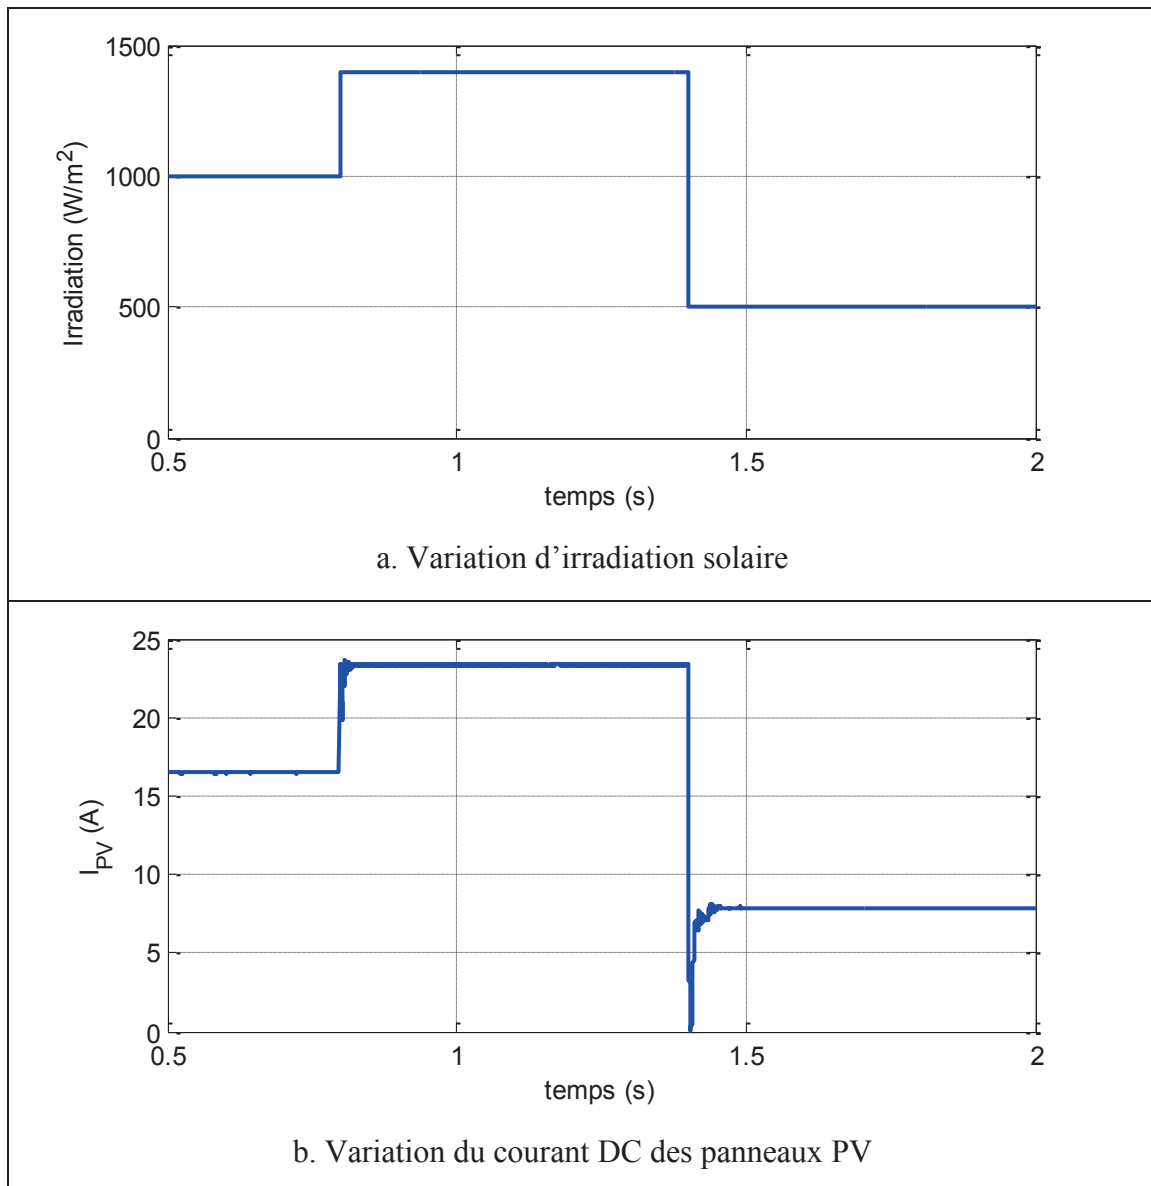 1500
1000
500
0
Irradiation (W/m2)
0.5 1 1.5 2
temps (s)
a. Variation d’irradiation solaire
25
20
15
10
5
0
IPV (A)
0.5 1 1.5 2
temps (s)
b. Variation du courant DC des panneaux PV